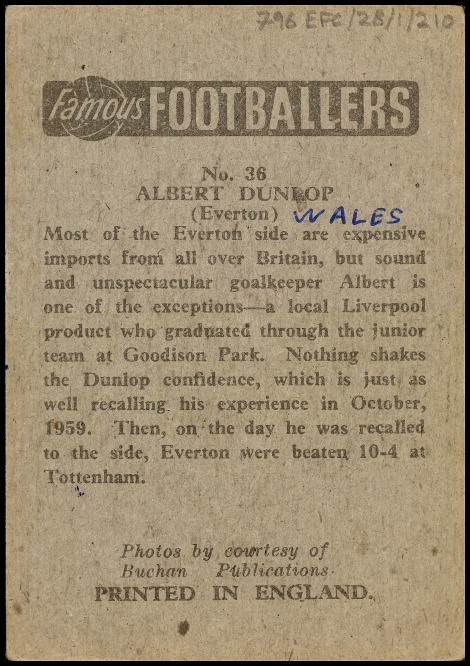 796 EFC/28/1/210
Famous FOOTBALLERS
No. 36
ALBERT DUNLOP
(Everton) WALES
Most of the Everton side are expensive
imports from all over Britain, but sound
and unspectacular goalkeeper Albert is
one of the exceptions—a local Liverpool
product who graduated through the junior
team at Goodison Park. Nothing shakes
the Dunlop confidence, which is just as
well recalling his experience in October,
1959. Then, on the day he was recalled
to the side, Everton were beaten 10-4 at
Tottenham.
Photos by courtesy of
Buchan Publications.
PRINTED IN ENGLAND.